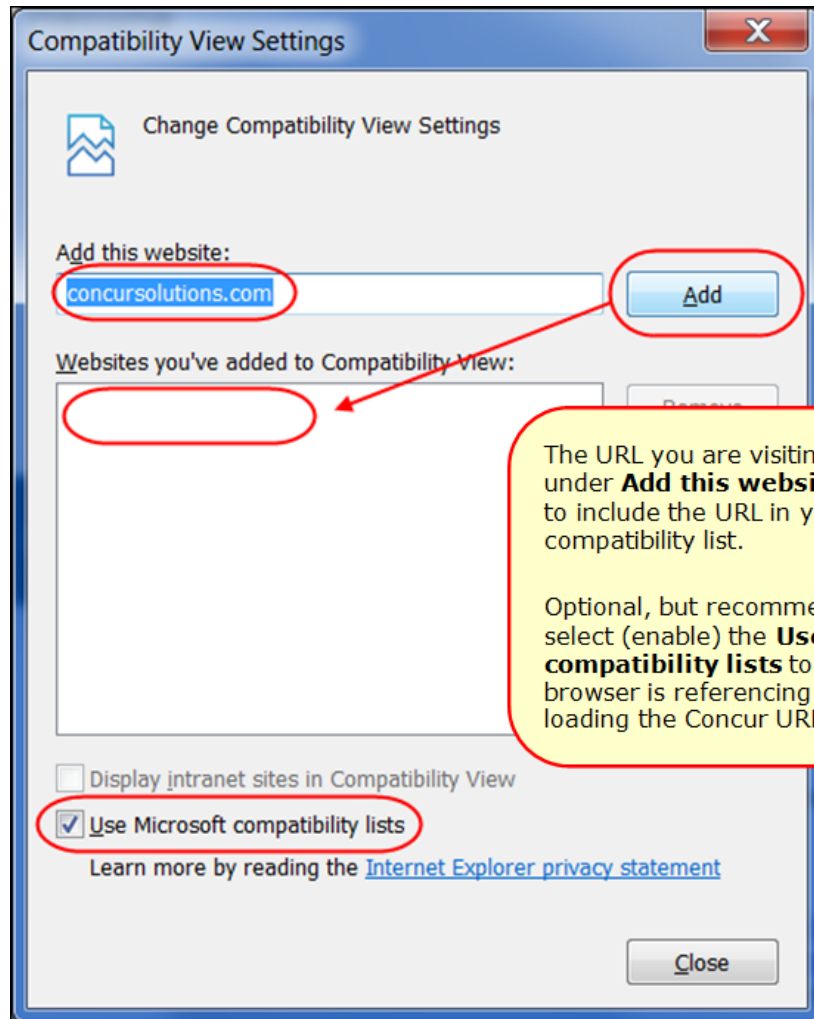 Compatibility View Settings
X
Change Compatibility View Settings
Add this website:
concursolutions.com
Add
Websites you've added to Compatibility View:
Remove
The URL you are visitin
under Add this websi
to include the URL in y
compatibility list.
Optional, but recomme
select (enable) the Use
compatibility lists to
browser is referencing
loading the Concur UR
Display intranet sites in Compatibility View
Use Microsoft compatibility lists
Learn more by reading the Internet Explorer privacy statement
Close